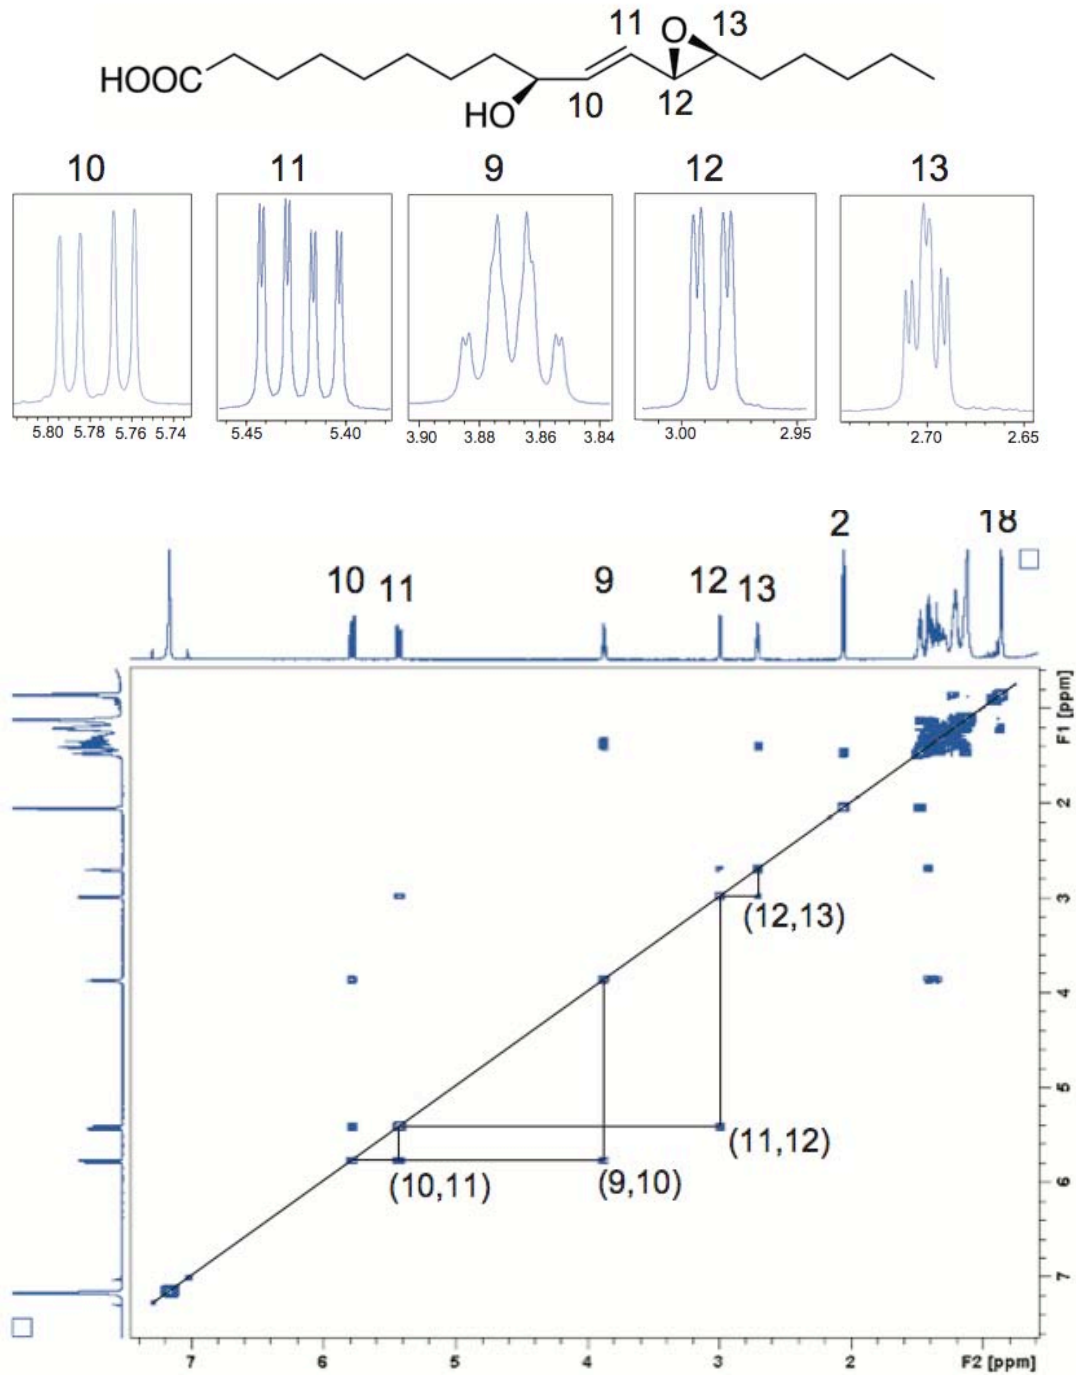 11 O 13
HOOC
HO 10 12
10 11 9 12 13
5.80 5.78 5.76 5.74
5.45 5.40
3.90 3.88 3.86 3.84
3.00 2.95
2.70 2.65
2 18
10 11 9 12 13
F1 [ppm]
2
3
(12,13)
4
5
(11,12)
(10,11) (9,10)
6
7
7 6 5 4 3 2 F2 [ppm]